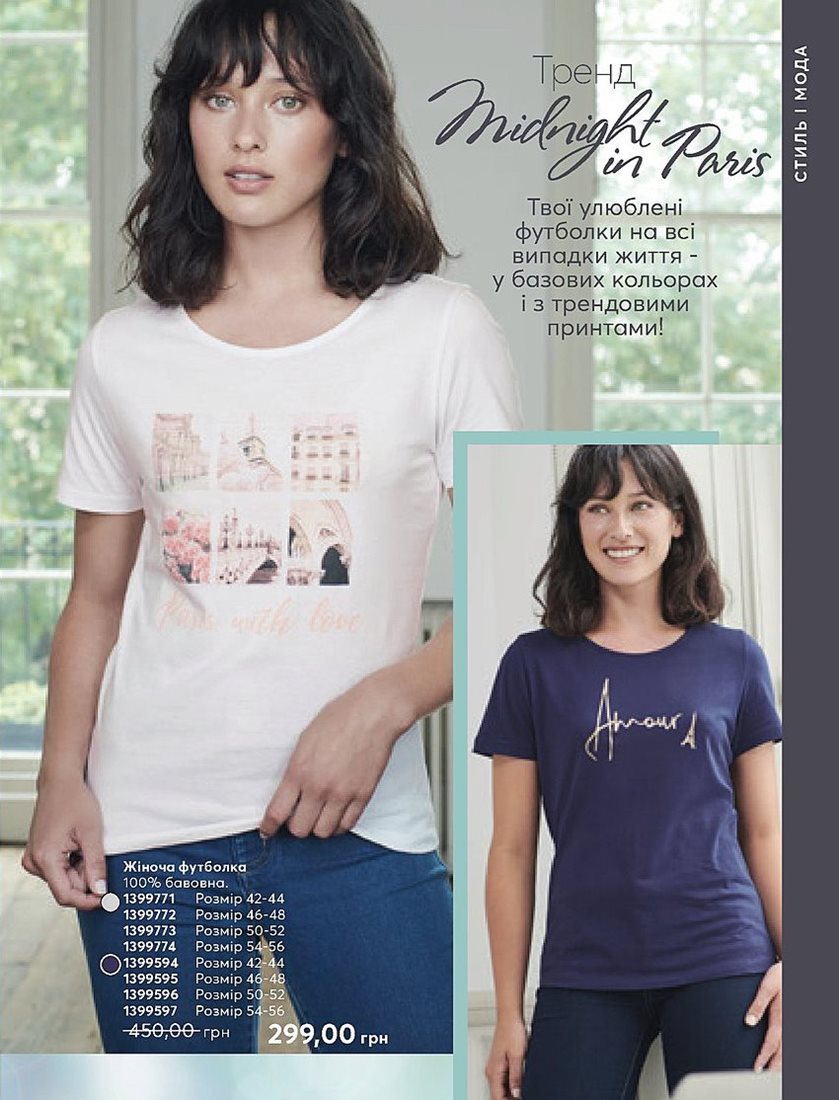 Тренд
Midnight
in Paris
СТИЛЬ І МОДА
Твої улюблені
футболки на всі
випадки життя -
у базових кольорах
і з трендовими
принтами!
Paris with love
Amour
Жіноча футболка
100% бавовна.
1399771 Розмір 42-44
1399772 Розмір 46-48
1399773 Розмір 50-52
1399774 Розмір 54-56
1399594 Розмір 42-44
1399595 Розмір 46-48
1399596 Розмір 50-52
1399597 Розмір 54-56
450,00 грн 299,00 грн